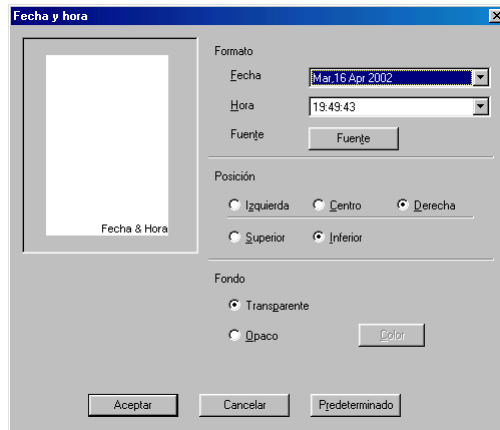 Fecha y hora
Fecha & Hora
Formato
Fecha
Mar,16 Apr 2002
Hora
19:49:43
Fuente
Fuente
Posición
Izquierda Centro Derecha
Superior Inferior
Fondo
Transparente
Opaco Color
Aceptar Cancelar Predeterminado